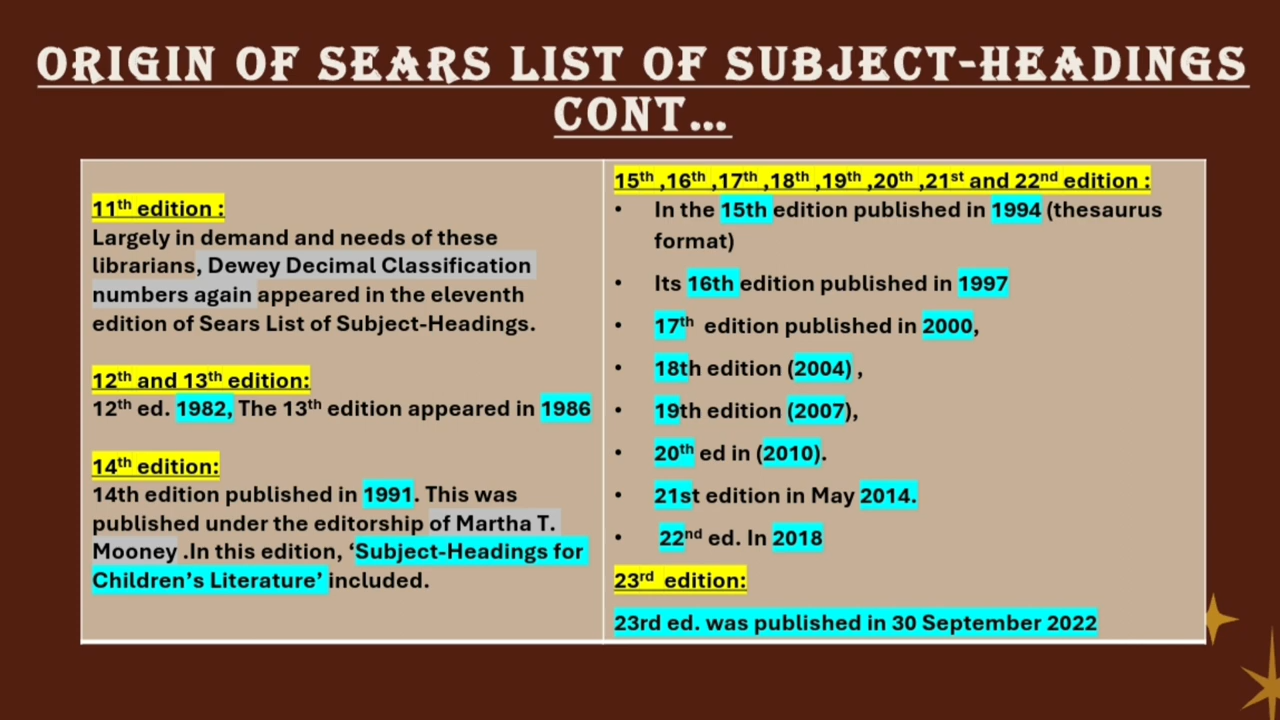 ORIGIN OF SEARS LIST OF SUBJECT-HEADINGS
CONT...
11th edition :
Largely in demand and needs of these
librarians, Dewey Decimal Classification
numbers again appeared in the eleventh
edition of Sears List of Subject-Headings.
12th and 13th edition:
12th ed. 1982, The 13th edition appeared in 1986
14th edition:
14th edition published in 1991. This was
published under the editorship of Martha T.
Mooney .In this edition, ‘Subject-Headings for
Children’s Literature’ included.
15th ,16th ,17th ,18th ,19th ,20th ,21st and 22nd edition :
• In the 15th edition published in 1994 (thesaurus
format)
• Its 16th edition published in 1997
• 17th edition published in 2000,
• 18th edition (2004) ,
• 19th edition (2007),
• 20th ed in (2010).
• 21st edition in May 2014.
• 22nd ed. In 2018
23rd edition:
23rd ed. was published in 30 September 2022